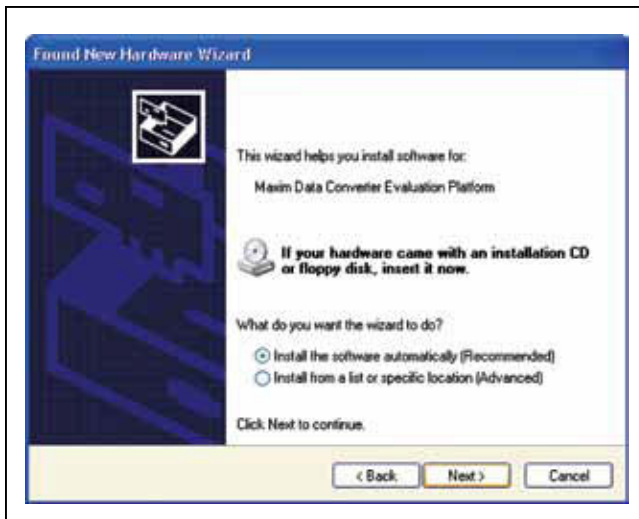 Found New Hardware Wizard
This wizard helps you install software for:
Maxim Data Converter Evaluation Platform
If your hardware came with an installation CD
or floppy disk, insert it now.
What do you want the wizard to do?
Install the software automatically (Recommended)
Install from a list or specific location (Advanced)
Click Next to continue.
< Back
Next >
Cancel